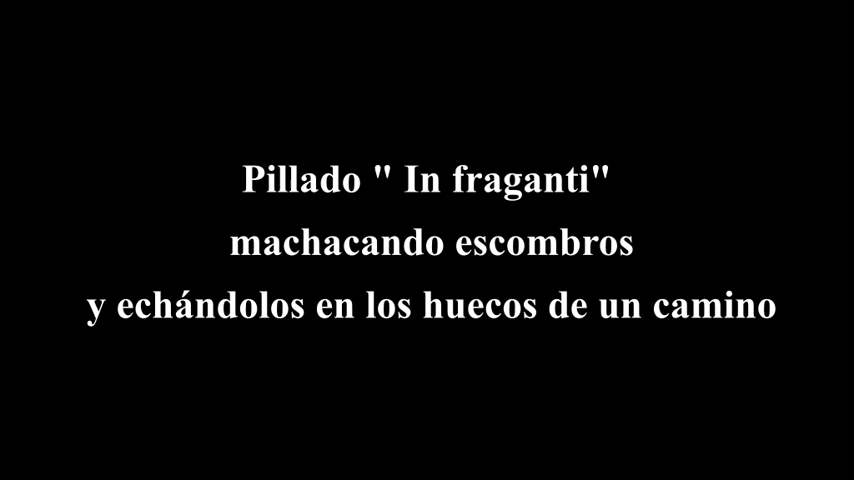 Pillado " In fraganti"
machacando escombros
y echándolos en los huecos de un camino